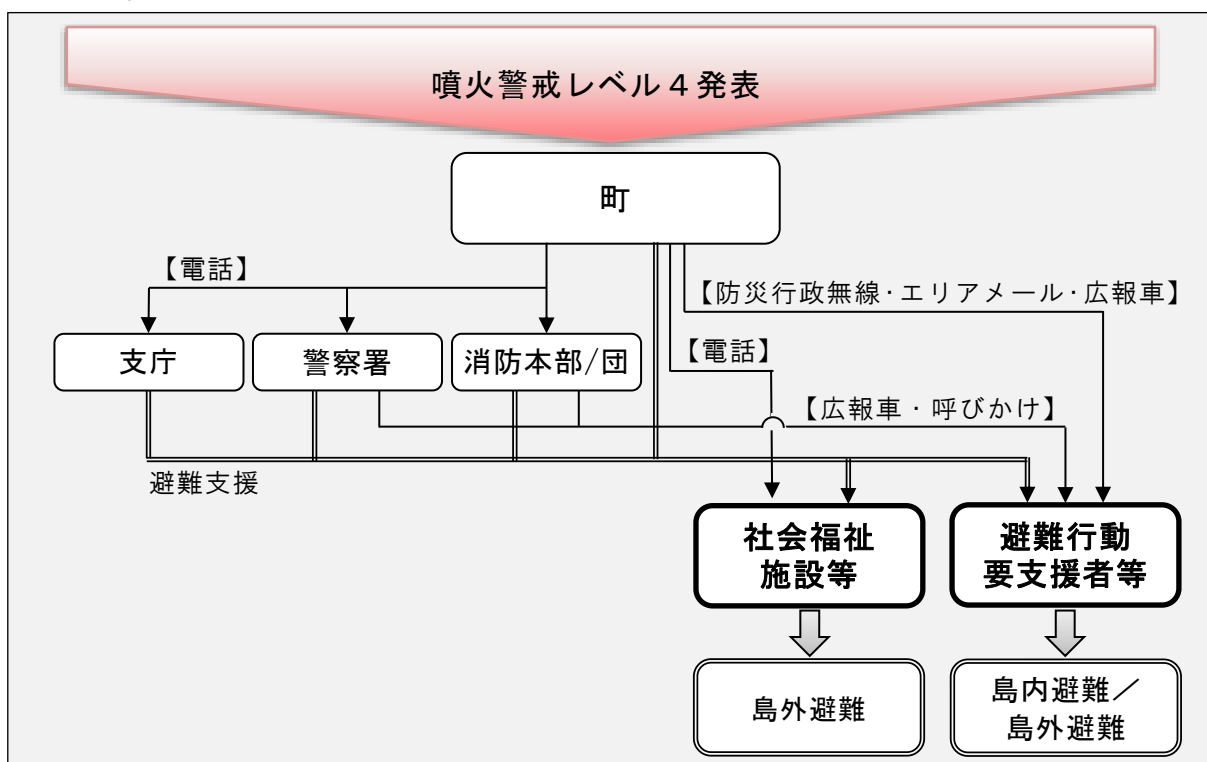 噴火警戒レベル４発表
町
【電話】
【防災行政無線・エリアメール・広報車】
支庁
警察署
消防本部/団
【電話】
【広報車・呼びかけ】
避難支援
社会福祉
施設等
避難行動
要支援者等
島外避難
島内避難／
島外避難